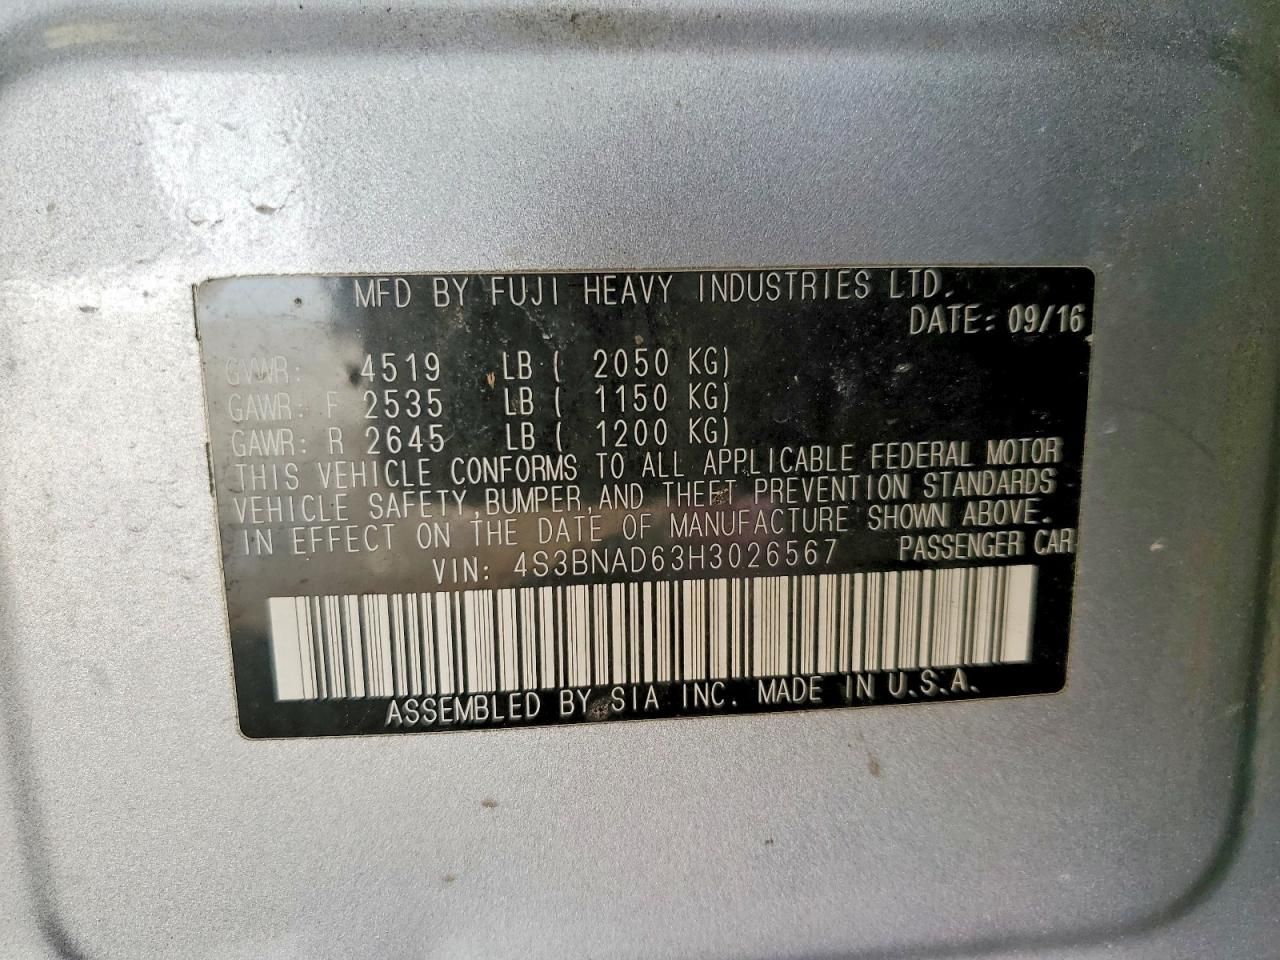 MFD BY FUJI HEAVY INDUSTRIES LTD.
DATE: 09/16
GVWR: 4519 LB ( 2050 KG)
GAWR: F 2535 LB ( 1150 KG)
GAWR: R 2645 LB ( 1200 KG)
THIS VEHICLE CONFORMS TO ALL APPLICABLE FEDERAL MOTOR
VEHICLE SAFETY,BUMPER,AND THEFT PREVENTION STANDARDS
IN EFFECT ON THE DATE OF MANUFACTURE SHOWN ABOVE.
VIN: 4S3BNAD63H3026567 PASSENGER CAR
ASSEMBLED BY SIA INC. MADE IN U.S.A.